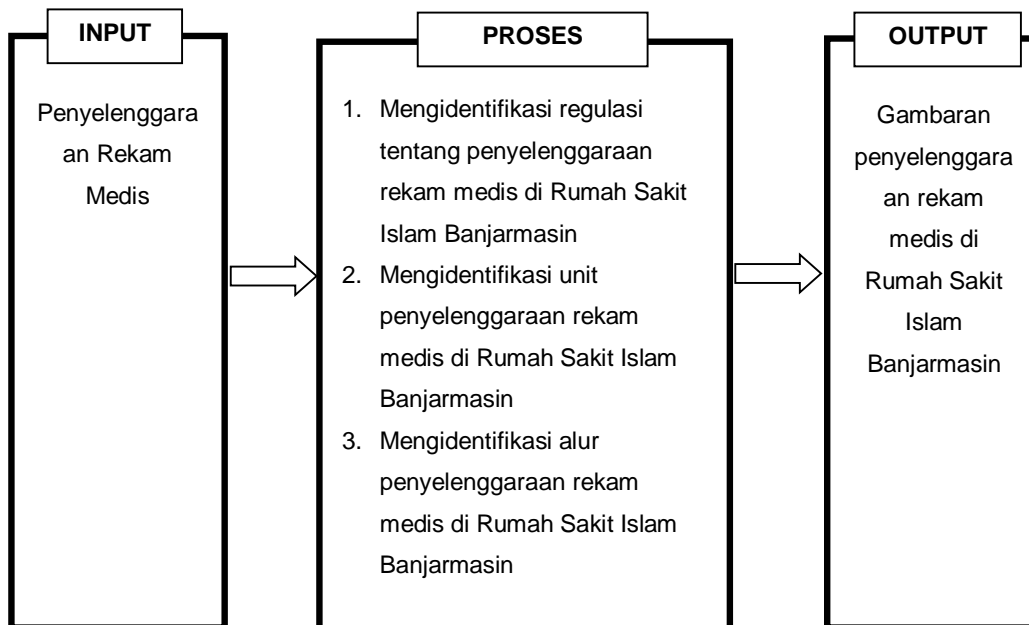 INPUT
Penyelenggara
an Rekam
Medis
PROSES
1. Mengidentifikasi regulasi
tentang penyelenggaraan
rekam medis di Rumah Sakit
Islam Banjarmasin
2. Mengidentifikasi unit
penyelenggaraan rekam
medis di Rumah Sakit Islam
Banjarmasin
3. Mengidentifikasi alur
penyelenggaraan rekam
medis di Rumah Sakit Islam
Banjarmasin
OUTPUT
Gambaran
penyelenggara
an rekam
medis di
Rumah Sakit
Islam
Banjarmasin